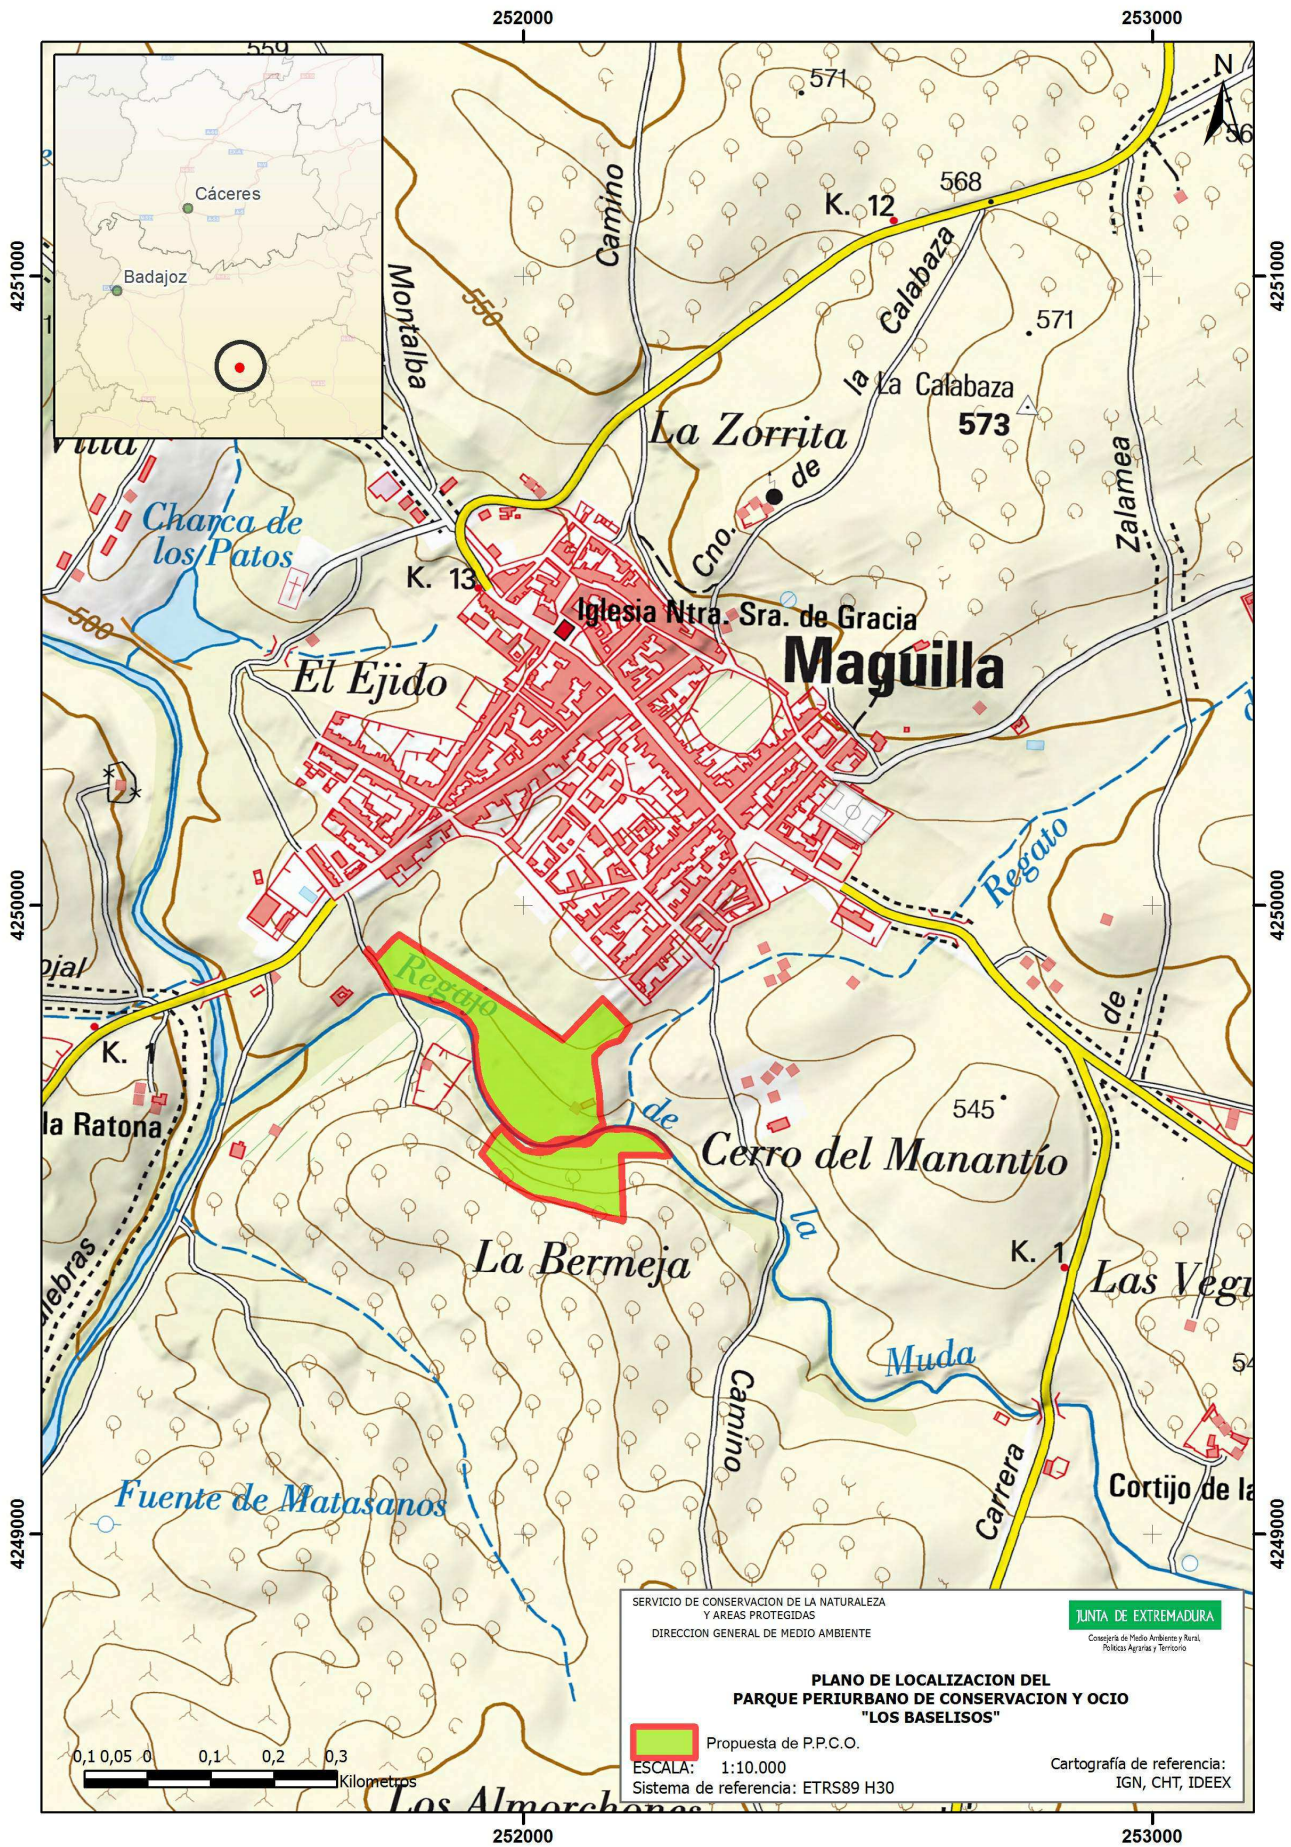 252000
253000
559
571
N
56
Cáceres
Badajoz
Camino
K. 12
568
4251000
4251000
Montalba
550
la Calabaza
571
La Calabaza
573
Villa
La Zorrita
de
Cno.
Zalamea
Charca de
los Patos
K. 13
Iglesia Ntra. Sra. de Gracia
500
Maguilla
El Ejido
Regato
4250000
4250000
ojal
Regajo
de
K. 1
545
de
la Ratona
Cerro del Manantío
la
La Bermeja
K. 1
Las Vegu
Muda
54
Camino
Carrera
Cortijo de la
Fuente de Matasanos
4249000
4249000
SERVICIO DE CONSERVACION DE LA NATURALEZA
Y AREAS PROTEGIDAS
DIRECCION GENERAL DE MEDIO AMBIENTE
JUNTA DE EXTREMADURA
Consejería de Medio Ambiente y Rural,
Políticas Agrarias y Territorio
PLANO DE LOCALIZACION DEL
PARQUE PERIURBANO DE CONSERVACION Y OCIO
"LOS BASELISOS"
Propuesta de P.P.C.O.
ESCALA: 1:10.000
Sistema de referencia: ETRS89 H30
Cartografía de referencia:
IGN, CHT, IDEEX
0,1 0,05 0 0,1 0,2 0,3
Kilometros
Los Almorchones
252000
253000